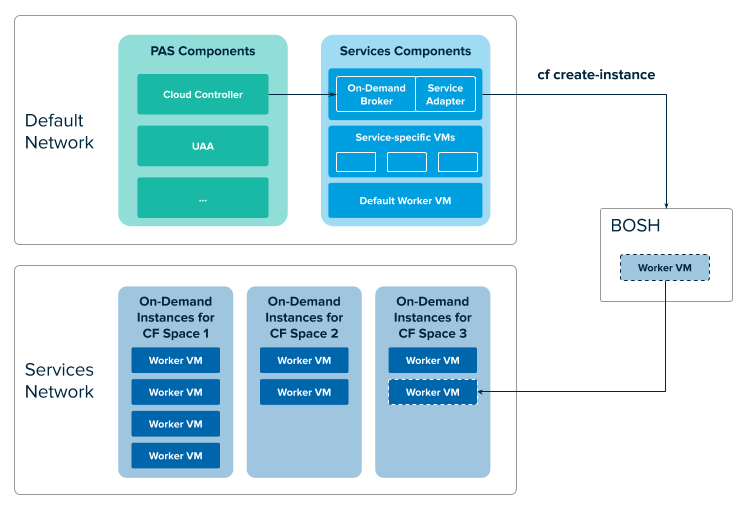 Default
Network
PAS Components
Cloud Controller
UAA
...
Services Components
On-Demand
Broker
Service
Adapter
Service-specific VMs
Default Worker VM
cf create-instance
BOSH
Worker VM
Services
Network
On-Demand
Instances for
CF Space 1
Worker VM
Worker VM
Worker VM
Worker VM
On-Demand
Instances for
CF Space 2
Worker VM
Worker VM
On-Demand
Instances for
CF Space 3
Worker VM
Worker VM